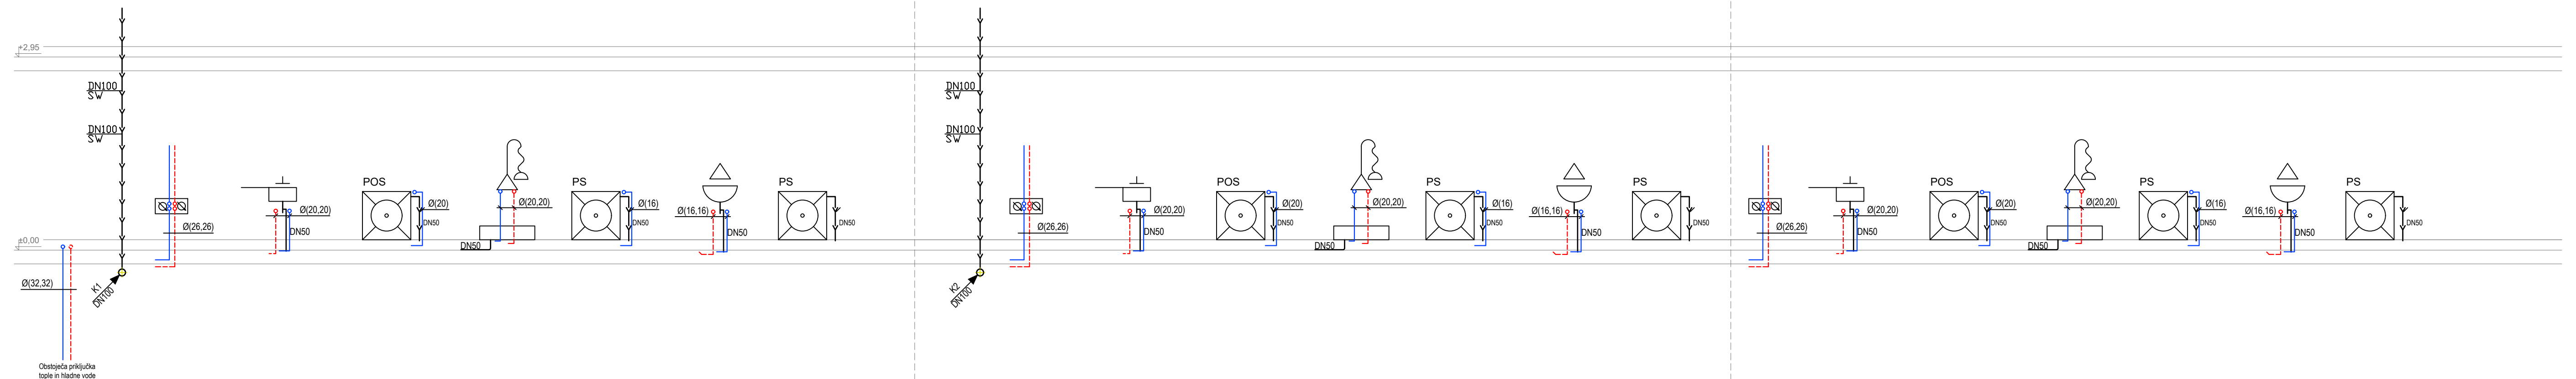 +2,95
DN100
SW
DN100
SW
±0,00
Ø(32,32)
K1
DN100
Obstoječa priključka
tople in hladne vode
Ø(26,26)
Ø(20,20)
DN50
POS
Ø(20)
DN50
Ø(20,20)
DN50
PS
Ø(16)
DN50
Ø(16,16)
DN50
PS
DN50
DN100
SW
DN100
SW
K2
DN100
Ø(26,26)
Ø(20,20)
DN50
POS
Ø(20)
DN50
Ø(20,20)
DN50
PS
Ø(16)
DN50
Ø(16,16)
DN50
PS
DN50
Ø(26,26)
Ø(20,20)
DN50
POS
Ø(20)
DN50
Ø(20,20)
DN50
PS
Ø(16)
DN50
Ø(16,16)
DN50
PS
DN50